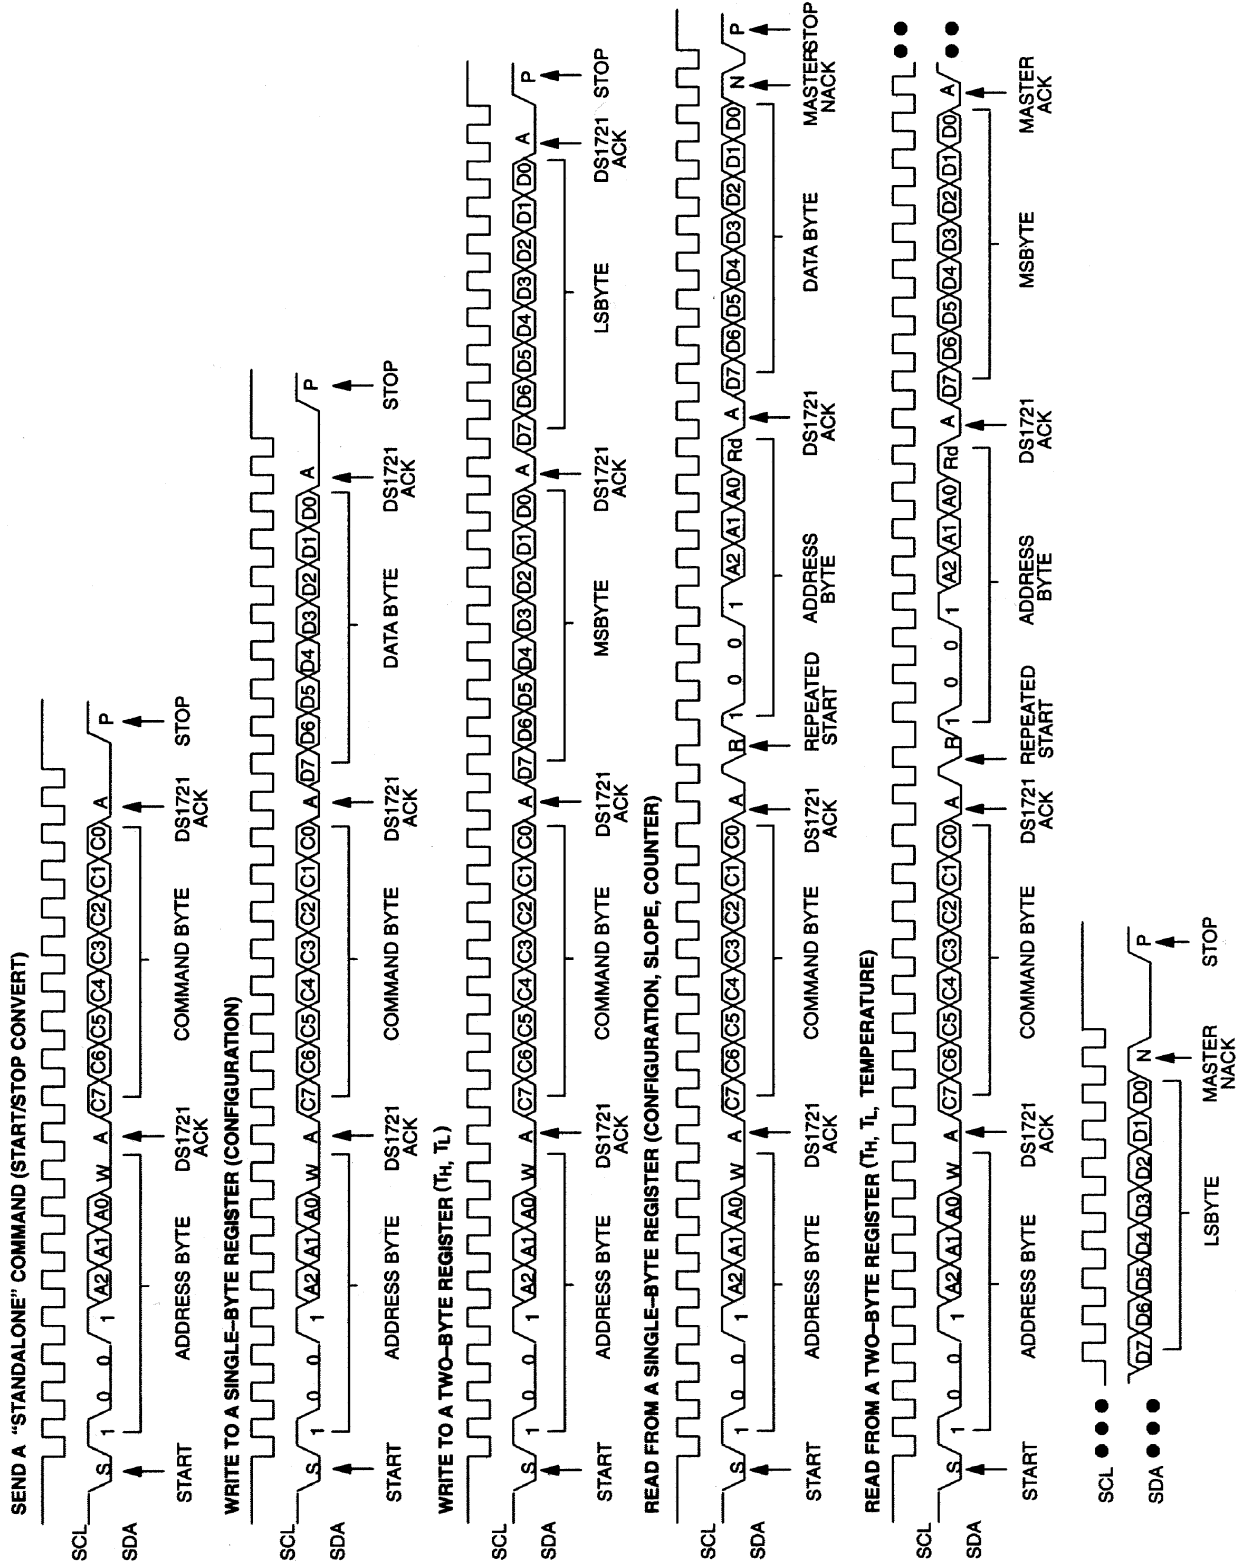 SEND A “STANDALONE” COMMAND (START/STOP CONVERT)
SCL
SDA
S 1 0 0 1 A2 A1 A0 W A C7 C6 C5 C4 C3 C2 C1 C0 A P
START ADDRESS BYTE DS1721 ACK COMMAND BYTE DS1721 ACK STOP
WRITE TO A SINGLE–BYTE REGISTER (CONFIGURATION)
SCL
SDA
S 1 0 0 1 A2 A1 A0 W A C7 C6 C5 C4 C3 C2 C1 C0 A D7 D6 D5 D4 D3 D2 D1 D0 A P
START ADDRESS BYTE DS1721 ACK COMMAND BYTE DS1721 ACK DATA BYTE DS1721 ACK STOP
WRITE TO A TWO–BYTE REGISTER (TH, TL)
SCL
SDA
S 1 0 0 1 A2 A1 A0 W A C7 C6 C5 C4 C3 C2 C1 C0 A D7 D6 D5 D4 D3 D2 D1 D0 A D7 D6 D5 D4 D3 D2 D1 D0 A P
START ADDRESS BYTE DS1721 ACK COMMAND BYTE DS1721 ACK MSBYTE DS1721 ACK LSBYTE DS1721 ACK STOP
READ FROM A SINGLE–BYTE REGISTER (CONFIGURATION, SLOPE, COUNTER)
SCL
SDA
S 1 0 0 1 A2 A1 A0 W A C7 C6 C5 C4 C3 C2 C1 C0 A R 1 0 0 1 A2 A1 A0 Rd A D7 D6 D5 D4 D3 D2 D1 D0 N P
START ADDRESS BYTE DS1721 ACK COMMAND BYTE DS1721 ACK REPEATED START ADDRESS BYTE DS1721 ACK DATA BYTE MASTER NACK STOP
READ FROM A TWO–BYTE REGISTER (TH, TL, TEMPERATURE)
SCL
SDA
S 1 0 0 1 A2 A1 A0 W A C7 C6 C5 C4 C3 C2 C1 C0 A R 1 0 0 1 A2 A1 A0 Rd A D7 D6 D5 D4 D3 D2 D1 D0 A
START ADDRESS BYTE DS1721 ACK COMMAND BYTE DS1721 ACK REPEATED START ADDRESS BYTE DS1721 ACK MSBYTE MASTER ACK
SCL
SDA
D7 D6 D5 D4 D3 D2 D1 D0 N P
LSBYTE MASTER NACK STOP